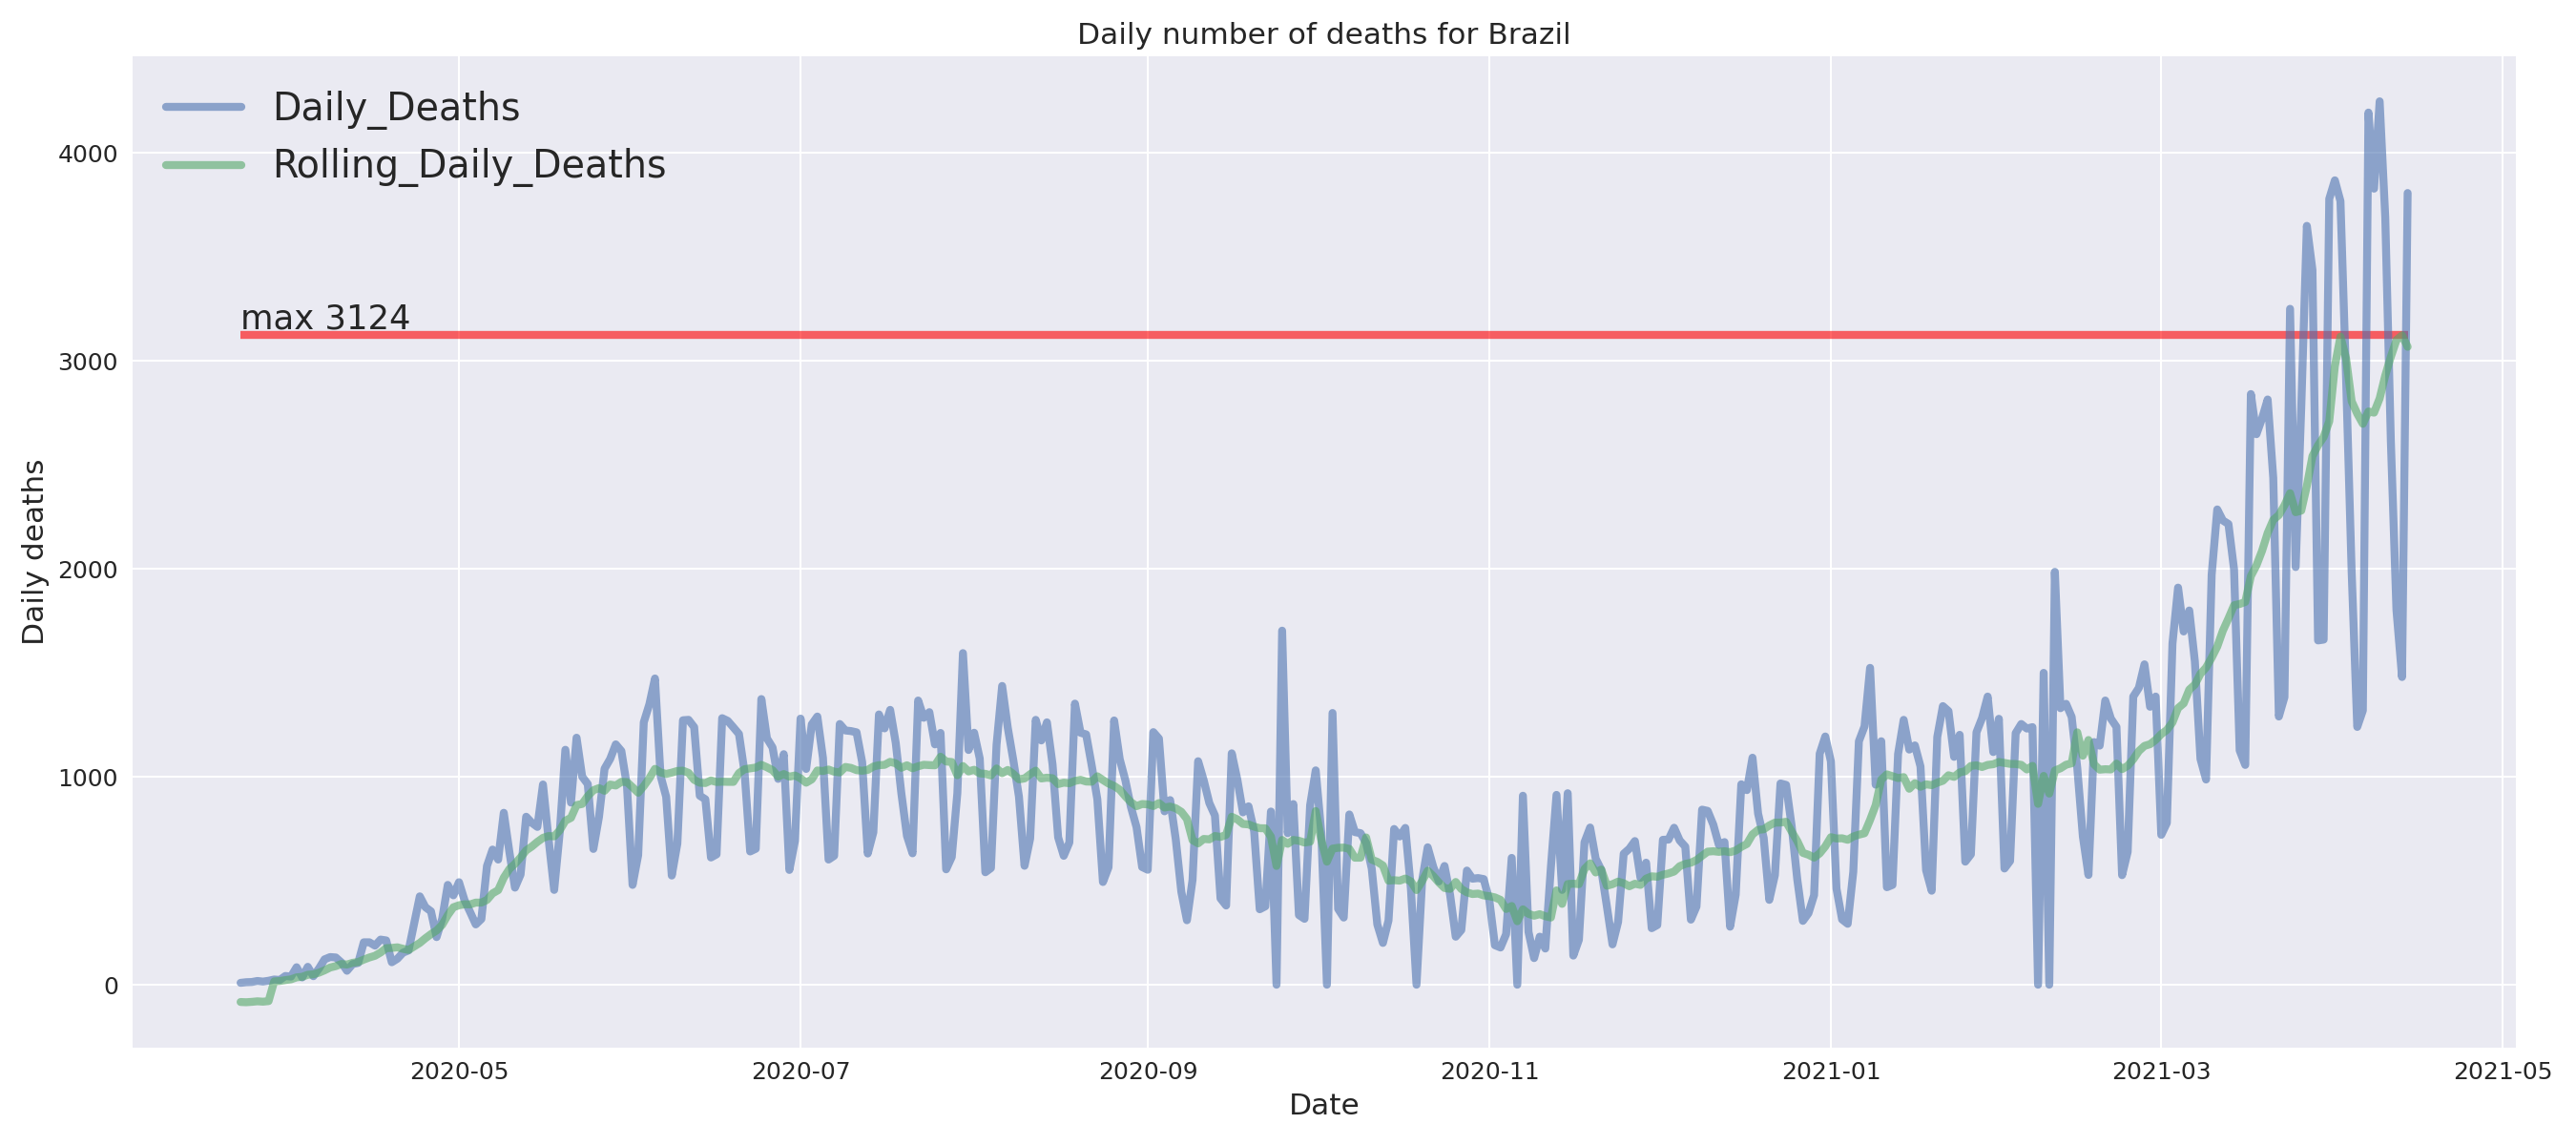 Daily number of deaths for Brazil
Daily_Deaths
Rolling_Daily_Deaths
max 3124
Daily deaths
4000
3000
2000
1000
0
2020-05
2020-07
2020-09
2020-11
2021-01
2021-03
2021-05
Date